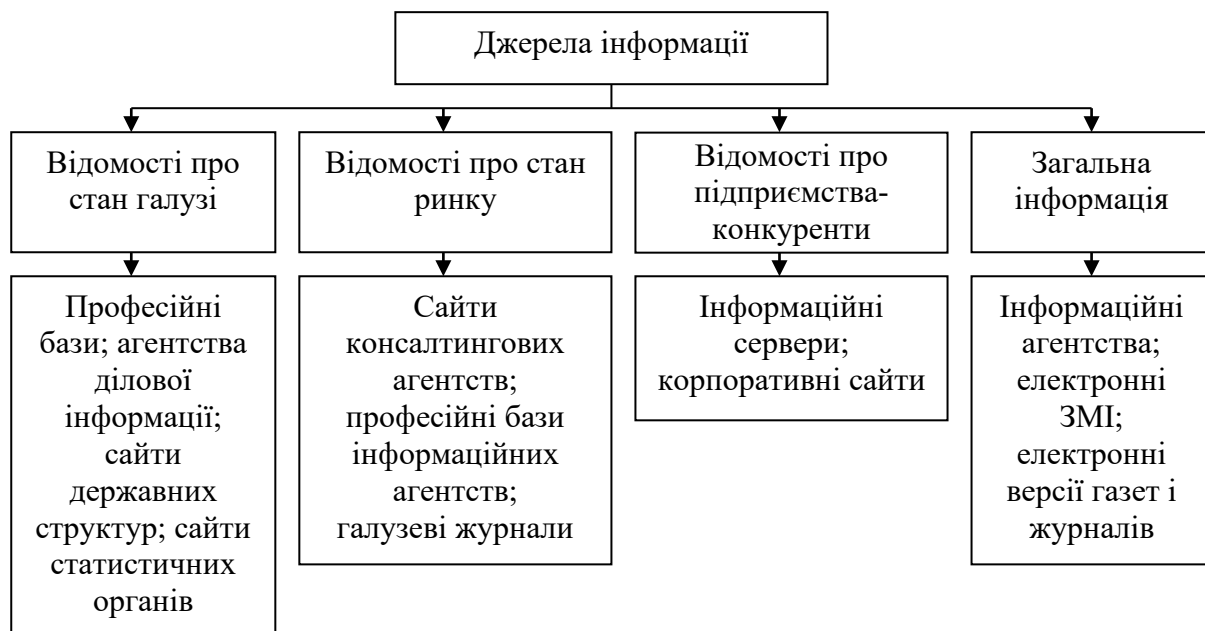 Джерела інформації
Відомості про
стан галузі
Відомості про стан
ринку
Відомості про
підприємства-
конкуренти
Загальна
інформація
Професійні
бази; агентства
ділової
інформації;
сайти
державних
структур; сайти
статистичних
органів
Сайти
консалтингових
агентств;
професійні бази
інформаційних
агентств;
галузеві журнали
Інформаційні
сервери;
корпоративні сайти
Інформаційні
агентства;
електронні
ЗМІ;
електронні
версії газет і
журналів